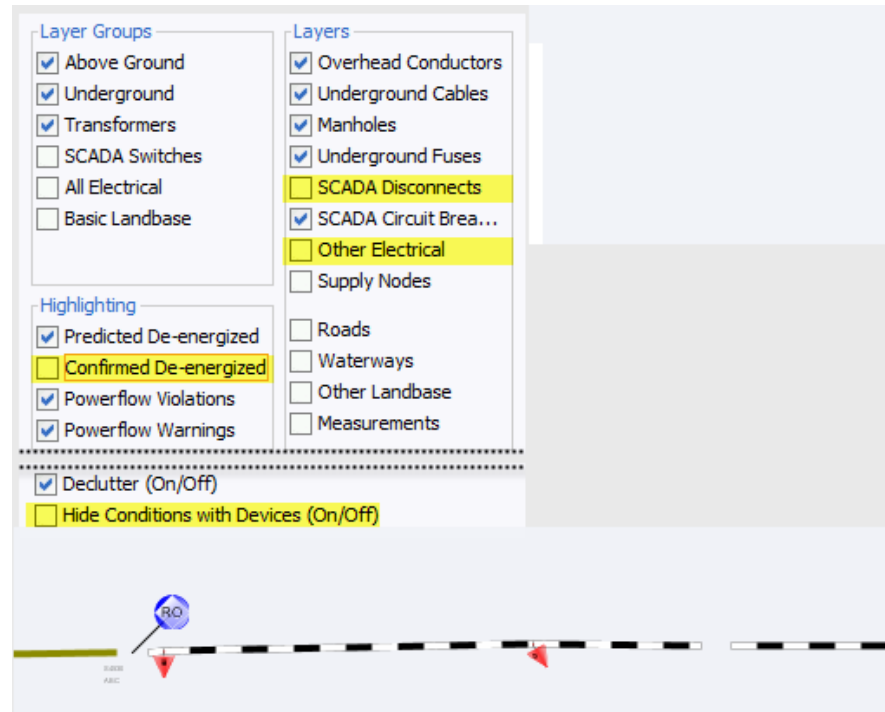 Layer Groups
Above Ground
Underground
Transformers
SCADA Switches
All Electrical
Basic Landbase
Highlighting
Predicted De-energized
Confirmed De-energized
Powerflow Violations
Powerflow Warnings
Layers
Overhead Conductors
Underground Cables
Manholes
Underground Fuses
SCADA Disconnects
SCADA Circuit Brea...
Other Electrical
Supply Nodes
Roads
Waterways
Other Landbase
Measurements
Declutter (On/Off)
Hide Conditions with Devices (On/Off)
RO
ABC